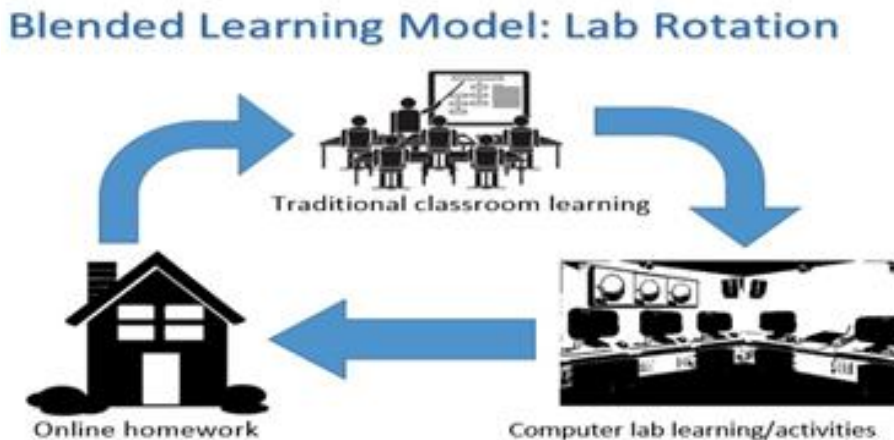 Blended Learning Model: Lab Rotation
Traditional classroom learning
Online homework
Computer lab learning/activities